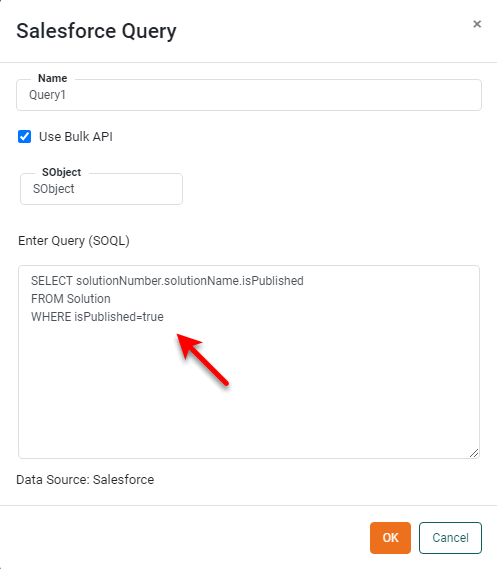 Salesforce Query
×
Name
Query1
Use Bulk API
SObject
SObject
Enter Query (SOQL)
SELECT solutionNumber.solutionName.isPublished
FROM Solution
WHERE isPublished=true
Data Source: Salesforce
OK
Cancel